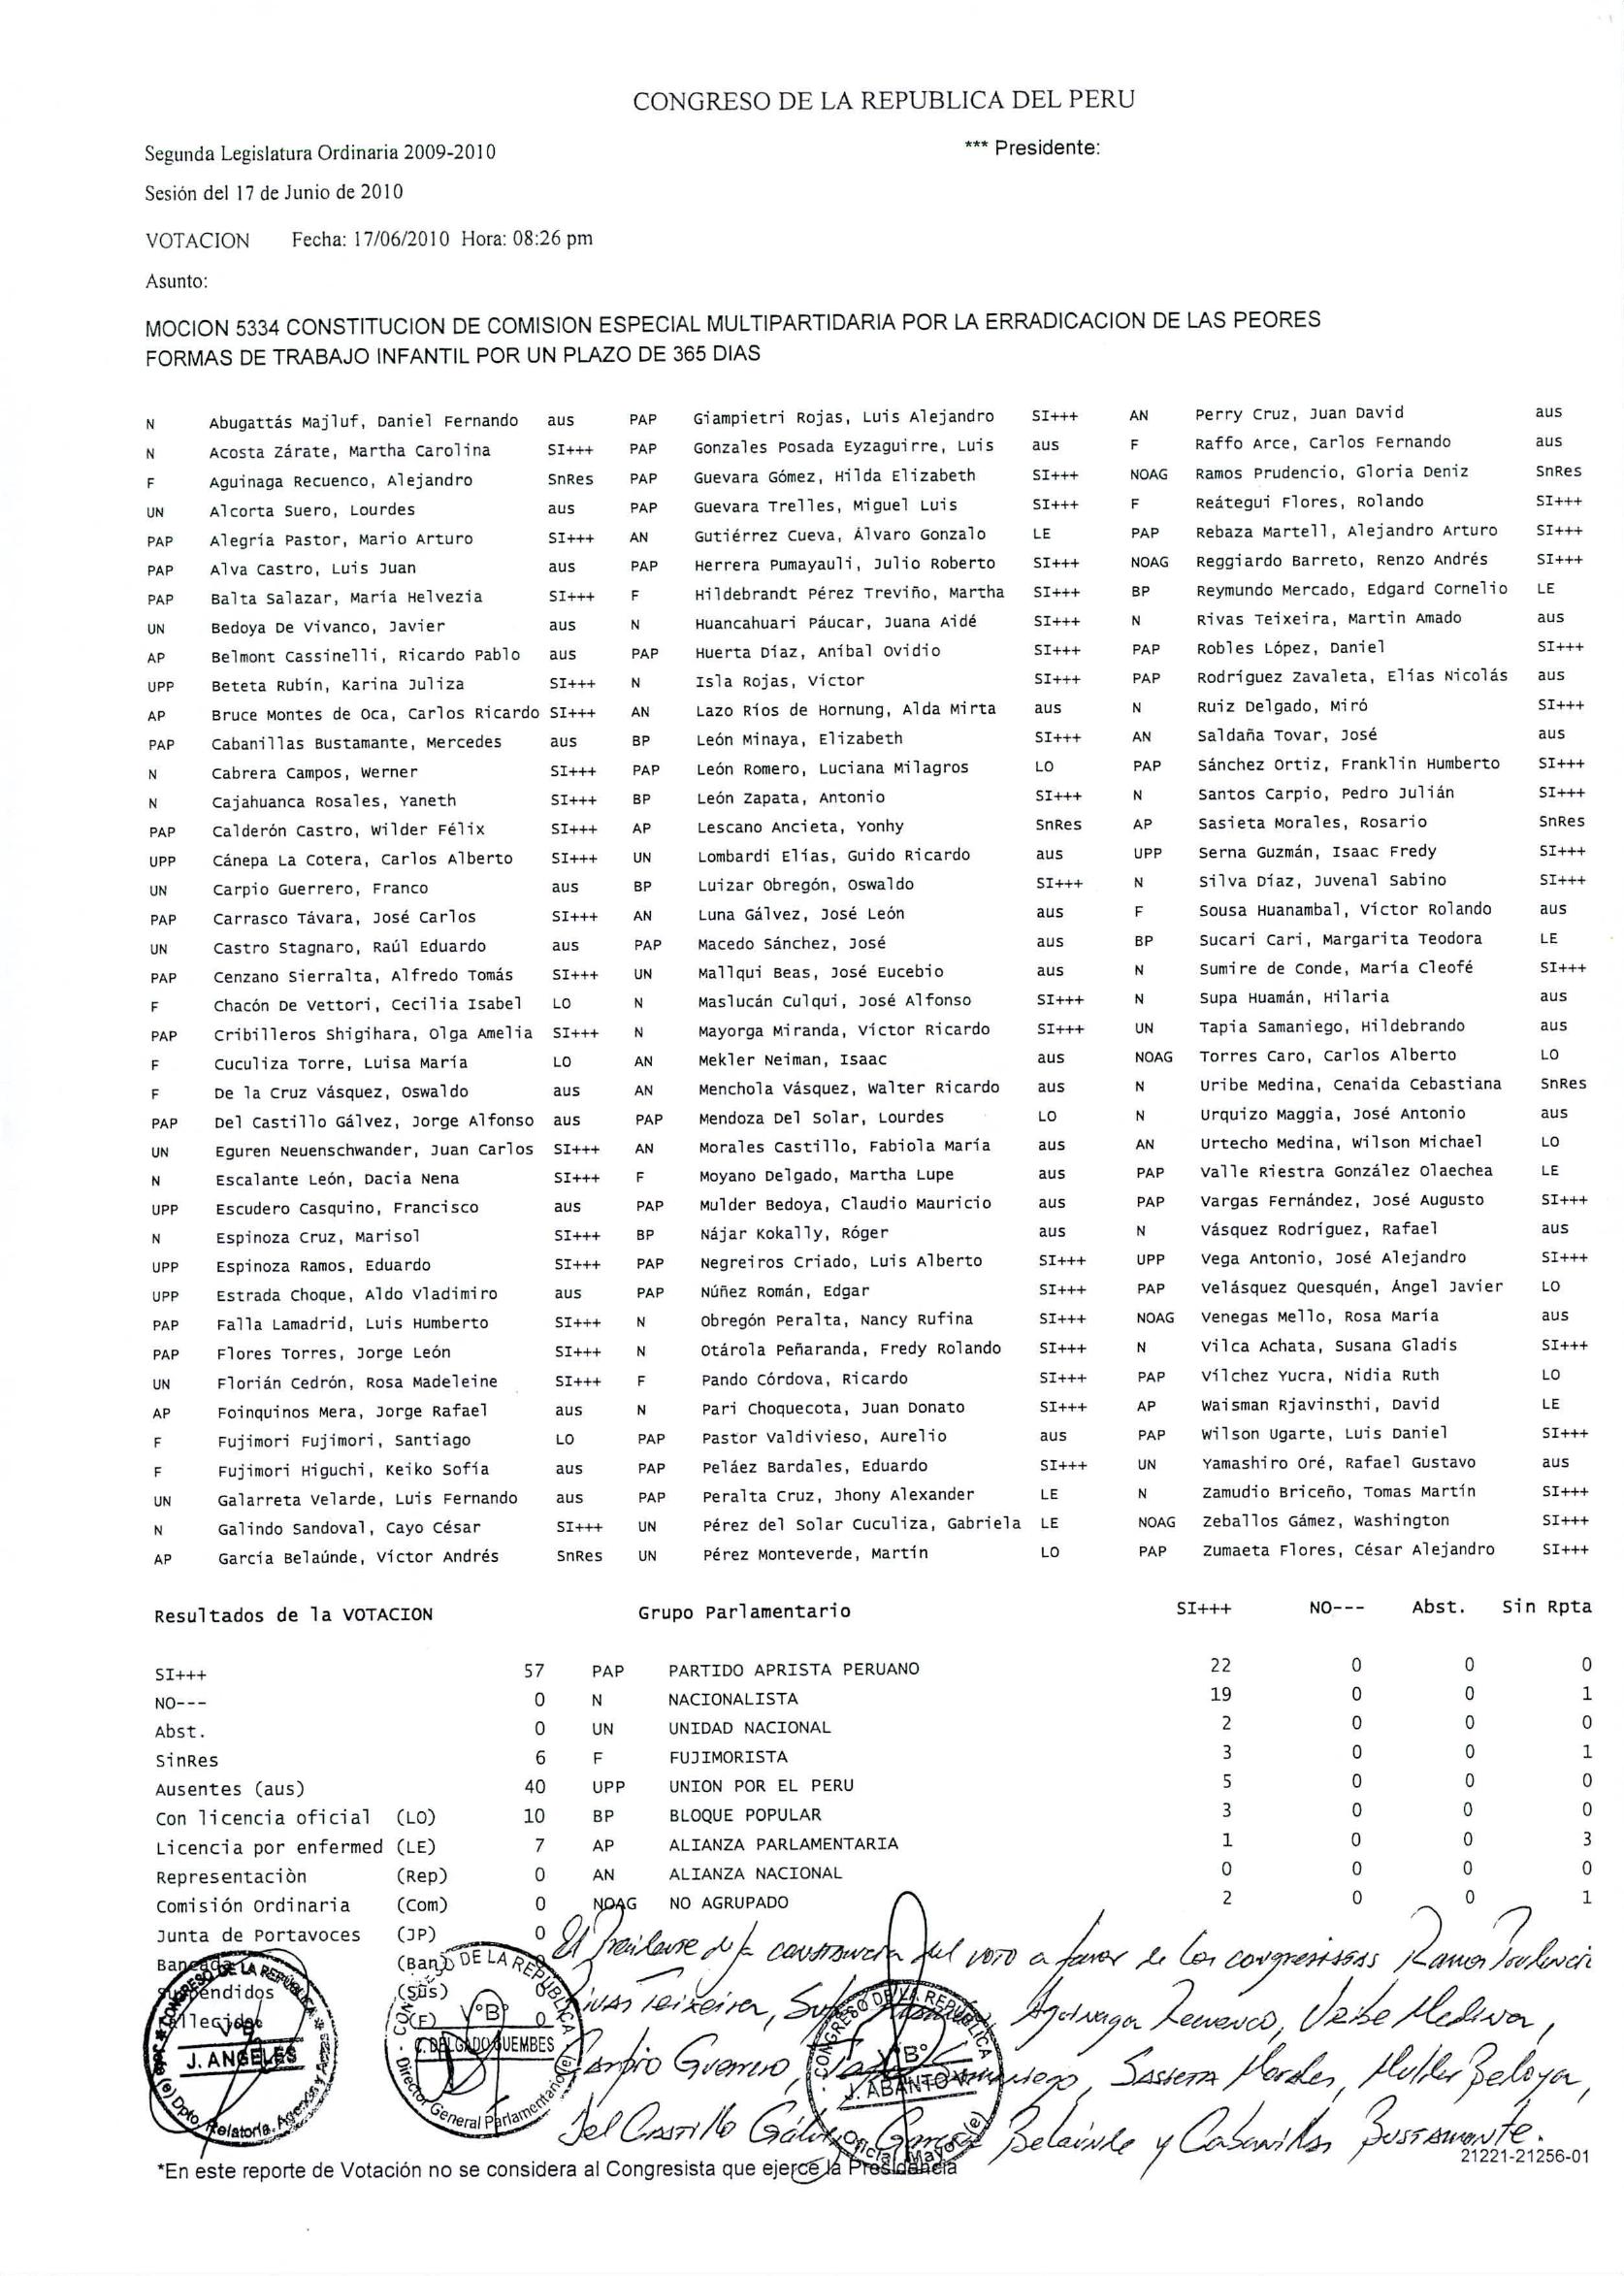 CONGRESO DE LA REPUBLICA DEL PERU
Segunda Legislatura Ordinaria 2009-2010 *** Presidente:
Sesión del 17 de Junio de 2010
VOTACION Fecha: 17/06/2010 Hora: 08:26 pm
Asunto:
MOCION 5334 CONSTITUCION DE COMISION ESPECIAL MULTIPARTIDARIA POR LA ERRADICACION DE LAS PEORES
FORMAS DE TRABAJO INFANTIL POR UN PLAZO DE 365 DIAS
N Abugattás Majluf, Daniel Fernando aus PAP Giampietri Rojas, Luis Alejandro SI+++ AN Perry Cruz, Juan David aus
N Acosta Zárate, Martha Carolina SI+++ PAP Gonzales Posada Eyzaguirre, Luis aus F Raffo Arce, Carlos Fernando aus
F Aguinaga Recuenco, Alejandro SnRes PAP Guevara Gómez, Hilda Elizabeth SI+++ NOAG Ramos Prudencio, Gloria Deniz SnRes
UN Alcorta Suero, Lourdes aus PAP Guevara Trelles, Miguel Luis SI+++ F Reátegui Flores, Rolando SI+++
PAP Alegría Pastor, Mario Arturo SI+++ AN Gutiérrez Cueva, Álvaro Gonzalo LE PAP Rebaza Martell, Alejandro Arturo SI+++
PAP Alva Castro, Luis Juan aus PAP Herrera Pumayauli, Julio Roberto SI+++ NOAG Reggiardo Barreto, Renzo Andrés SI+++
PAP Balta Salazar, María Helvezia SI+++ F Hildebrandt Pérez Treviño, Martha SI+++ BP Reymundo Mercado, Edgard Cornelio LE
UN Bedoya De Vivanco, Javier aus N Huancahuari Páucar, Juana Aidé SI+++ N Rivas Teixeira, Martin Amado aus
AP Belmont Cassinelli, Ricardo Pablo aus PAP Huerta Díaz, Aníbal Ovidio SI+++ PAP Robles López, Daniel SI+++
UPP Beteta Rubín, Karina Juliza SI+++ N Isla Rojas, Víctor SI+++ PAP Rodríguez Zavaleta, Elías Nicolás aus
AP Bruce Montes de Oca, Carlos Ricardo SI+++ AN Lazo Ríos de Hornung, Alda Mirta aus N Ruiz Delgado, Miró SI+++
PAP Cabanillas Bustamante, Mercedes aus BP León Minaya, Elizabeth SI+++ AN Saldaña Tovar, José aus
N Cabrera Campos, Werner SI+++ PAP León Romero, Luciana Milagros LO PAP Sánchez Ortiz, Franklin Humberto SI+++
N Cajahuanca Rosales, Yaneth SI+++ BP León Zapata, Antonio SI+++ N Santos Carpio, Pedro Julián SI+++
PAP Calderón Castro, Wilder Félix SI+++ AP Lescano Ancieta, Yonhy SnRes AP Sasieta Morales, Rosario SnRes
UPP Cánepa La Cotera, Carlos Alberto SI+++ UN Lombardi Elías, Guido Ricardo aus UPP Serna Guzmán, Isaac Fredy SI+++
UN Carpio Guerrero, Franco aus BP Luizar Obregón, Oswaldo SI+++ N Silva Díaz, Juvenal Sabino SI+++
PAP Carrasco Távara, José Carlos SI+++ AN Luna Gálvez, José León aus F Sousa Huanambal, Víctor Rolando aus
UN Castro Stagnaro, Raúl Eduardo aus PAP Macedo Sánchez, José aus BP Sucari Cari, Margarita Teodora LE
PAP Cenzano Sierralta, Alfredo Tomás SI+++ UN Mallqui Beas, José Eucebio aus N Sumire de Conde, María Cleofé SI+++
F Chacón De Vettori, Cecilia Isabel LO N Maslucán Culqui, José Alfonso SI+++ N Supa Huamán, Hilaria aus
PAP Cribilleros Shigihara, Olga Amelia SI+++ N Mayorga Miranda, Víctor Ricardo SI+++ UN Tapia Samaniego, Hildebrando aus
F Cuculiza Torre, Luisa María LO AN Mekler Neiman, Isaac aus NOAG Torres Caro, Carlos Alberto LO
F De la Cruz Vásquez, Oswaldo aus AN Menchola Vásquez, Walter Ricardo aus N Uribe Medina, Cenaida Cebastiana SnRes
PAP Del Castillo Gálvez, Jorge Alfonso aus PAP Mendoza Del Solar, Lourdes LO N Urquizo Maggia, José Antonio aus
UN Eguren Neuenschwander, Juan Carlos SI+++ AN Morales Castillo, Fabiola María aus AN Urtecho Medina, Wilson Michael LO
N Escalante León, Dacia Nena SI+++ F Moyano Delgado, Martha Lupe aus PAP Valle Riestra González Olaechea LE
UPP Escudero Casquino, Francisco aus PAP Mulder Bedoya, Claudio Mauricio aus PAP Vargas Fernández, José Augusto SI+++
N Espinoza Cruz, Marisol SI+++ BP Nájar Kokally, Róger aus N Vásquez Rodríguez, Rafael aus
UPP Espinoza Ramos, Eduardo SI+++ PAP Negreiros Criado, Luis Alberto SI+++ UPP Vega Antonio, José Alejandro SI+++
UPP Estrada Choque, Aldo Vladimiro aus PAP Núñez Román, Edgar SI+++ PAP Velásquez Quesquén, Ángel Javier LO
PAP Falla Lamadrid, Luis Humberto SI+++ N Obregón Peralta, Nancy Rufina SI+++ NOAG Venegas Mello, Rosa María aus
PAP Flores Torres, Jorge León SI+++ N Otárola Peñaranda, Fredy Rolando SI+++ N Vilca Achata, Susana Gladis SI+++
UN Florián Cedrón, Rosa Madeleine SI+++ F Pando Córdova, Ricardo SI+++ PAP Vílchez Yucra, Nidia Ruth LO
AP Foinquinos Mera, Jorge Rafael aus N Pari Choquecota, Juan Donato SI+++ AP Waisman Rjavinsthi, David LE
F Fujimori Fujimori, Santiago LO PAP Pastor Valdivieso, Aurelio aus PAP Wilson Ugarte, Luis Daniel SI+++
F Fujimori Higuchi, Keiko Sofía aus PAP Peláez Bardales, Eduardo SI+++ UN Yamashiro Oré, Rafael Gustavo aus
UN Galarreta Velarde, Luis Fernando aus PAP Peralta Cruz, Jhony Alexander LE N Zamudio Briceño, Tomas Martín SI+++
N Galindo Sandoval, Cayo César SI+++ UN Pérez del Solar Cuculiza, Gabriela LE NOAG Zeballos Gámez, Washington SI+++
AP García Belaúnde, Víctor Andrés SnRes UN Pérez Monteverde, Martín LO PAP Zumaeta Flores, César Alejandro SI+++
Resultados de la VOTACION Grupo Parlamentario SI+++ NO--- Abst. Sin Rpta
SI+++ 57 PAP PARTIDO APRISTA PERUANO 22 0 0 0
NO--- 0 N NACIONALISTA 19 0 0 1
Abst. 0 UN UNIDAD NACIONAL 2 0 0 0
SinRes 6 F FUJIMORISTA 3 0 0 1
Ausentes (aus) 40 UPP UNION POR EL PERU 5 0 0 0
Con licencia oficial (LO) 10 BP BLOQUE POPULAR 3 0 0 0
Licencia por enfermed (LE) 7 AP ALIANZA PARLAMENTARIA 1 0 0 3
Representaciòn (Rep) 0 AN ALIANZA NACIONAL 0 0 0 0
Comisión Ordinaria (Com) 0 NOAG NO AGRUPADO 2 0 0 1
Junta de Portavoces (JP) 0
Bancada (Ban)
Suspendidos (Sus)
Fallecidos (F) 0
El Presidente deja constancia del voto a favor de los congresistas Ramos Prudencio
Rivas Teixeira, Supa Huamán, Aguinaga Recuenco, Uribe Medina,
Carpio Guerrero, Tapia Samaniego, Sasieta Morales, Mulder Bedoya,
Del Castillo Gálvez, García Belaúnde y Cabanillas Bustamante.
CONGRESO DE LA REPÚBLICA
V°B°
J. ANGELES
Dpto. Relatoría, Agenda y Actas
V°B°
C. DELGADO GUEMBES
Director General Parlamentario (e)
CONGRESO DE LA REPUBLICA
V°B°
J. ABANTO V.
Oficial Mayor (e)
21221-21256-01
*En este reporte de Votación no se considera al Congresista que ejerce la Presidencia